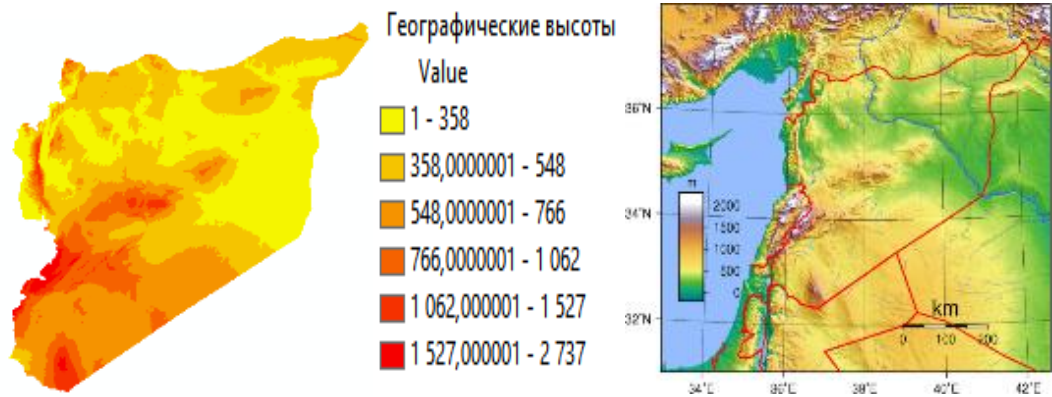 Географические высоты
Value
1 - 358
358,0000001 - 548
548,0000001 - 766
766,0000001 - 1 062
1 062,000001 - 1 527
1 527,000001 - 2 737
36°N
34°N
32°N
m
2000
1500
1000
500
0
km
0 100 200
34°E 36°E 38°E 40°E 42°E